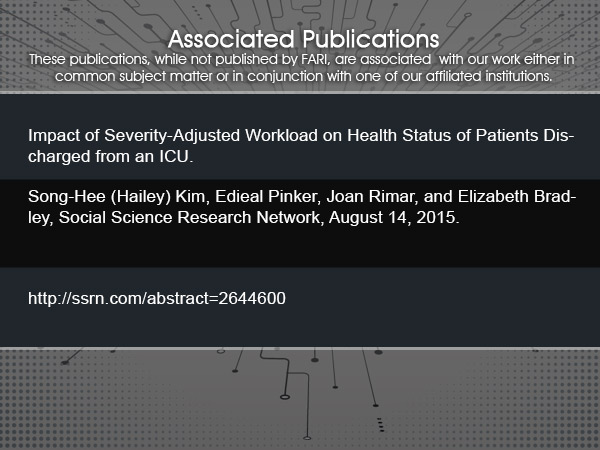 Associated Publications
These publications, while not published by FARI, are associated with our work either in
common subject matter or in conjunction with one of our affiliated institutions.
Impact of Severity-Adjusted Workload on Health Status of Patients Dis-
charged from an ICU.
Song-Hee (Hailey) Kim, Edieal Pinker, Joan Rimar, and Elizabeth Brad-
ley, Social Science Research Network, August 14, 2015.
http://ssrn.com/abstract=2644600